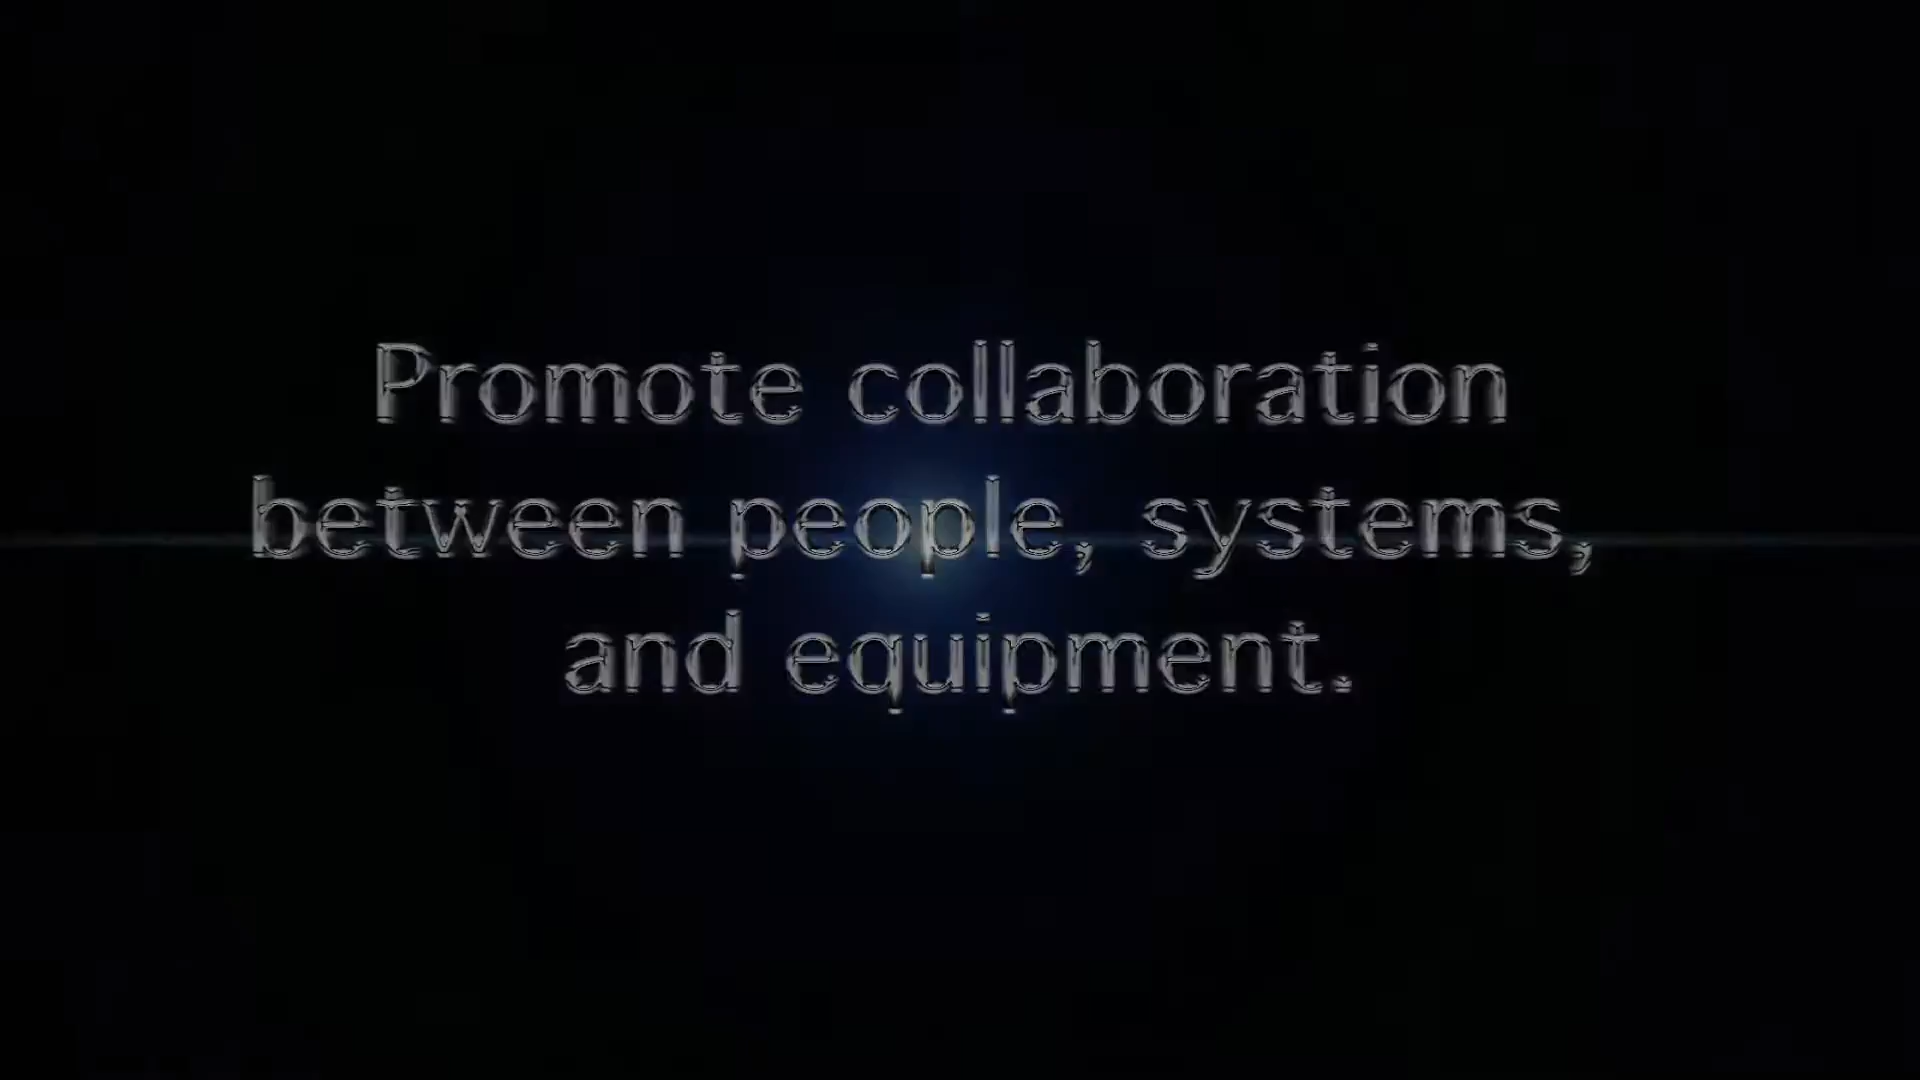 Promote collaboration
between people, systems,
and equipment.